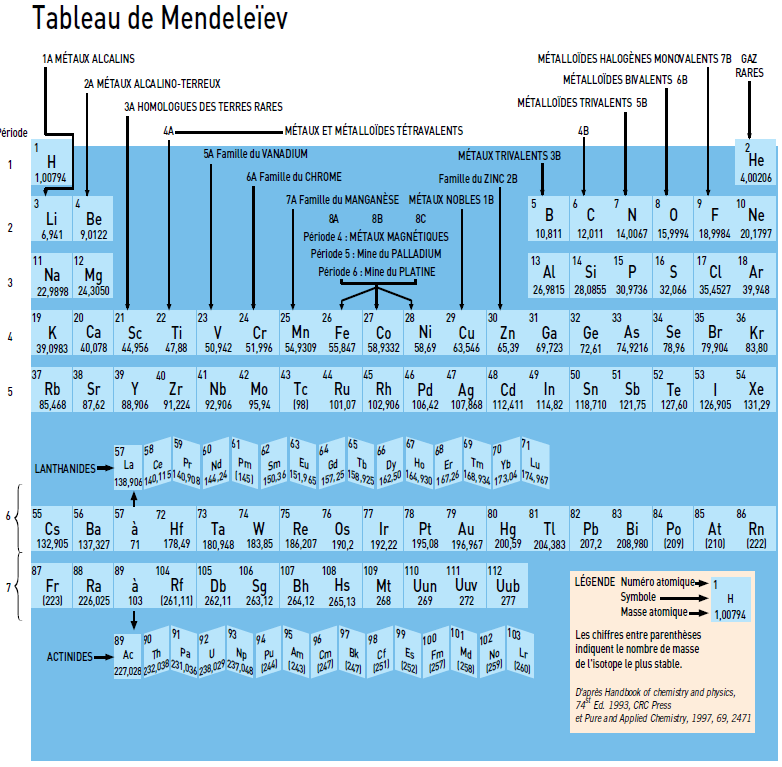 Tableau de Mendeleïev
1A MÉTAUX ALCALINS
MÉTALLOÏDES HALOGÈNES MONOVALENTS 7B
GAZ
RARES
2A MÉTAUX ALCALINO-TERREUX
MÉTALLOÏDES BIVALENTS 6B
3A HOMOLOGUES DES TERRES RARES
MÉTALLOÏDES TRIVALENTS 5B
Période
4A
MÉTAUX ET MÉTALLOÏDES TÉTRAVALENTS
4B
5A Famille du VANADIUM
MÉTAUX TRIVALENTS 3B
6A Famille du CHROME
Famille du ZINC 2B
7A Famille du MANGANÈSE
MÉTAUX NOBLES 1B
8A 8B 8C
Période 4 : MÉTAUX MAGNÉTIQUES
Période 5 : Mine du PALLADIUM
Période 6 : Mine du PLATINE
1 2
1 H He
1,00794 4,00206
3 4 5 6 7 8 9 10
2 Li Be B C N O F Ne
6,941 9,0122 10,811 12,011 14,0067 15,9994 18,9984 20,1797
11 12 13 14 15 16 17 18
3 Na Mg Al Si P S Cl Ar
22,9898 24,3050 26,9815 28,0855 30,9736 32,066 35,4527 39,948
19 20 21 22 23 24 25 26 27 28 29 30 31 32 33 34 35 36
4 K Ca Sc Ti V Cr Mn Fe Co Ni Cu Zn Ga Ge As Se Br Kr
39,0983 40,078 44,956 47,88 50,942 51,996 54,9309 55,847 58,9332 58,69 63,546 65,39 69,723 72,61 74,9216 78,96 79,904 83,80
37 38 39 40 41 42 43 44 45 46 47 48 49 50 51 52 53 54
5 Rb Sr Y Zr Nb Mo Tc Ru Rh Pd Ag Cd In Sn Sb Te I Xe
85,468 87,62 88,906 91,224 92,906 95,94 (98) 101,07 102,906 106,42 107,868 112,411 114,82 118,710 121,75 127,60 126,905 131,29
57 58 59 60 61 62 63 64 65 66 67 68 69 70 71
LANTHANIDES La Ce Pr Nd Pm Sm Eu Gd Tb Dy Ho Er Tm Yb Lu
138,906 140,115 140,908 144,24 (145) 150,36 151,965 157,25 158,925 162,50 164,930 167,26 168,934 173,04 174,967
55 56 57 72 73 74 75 76 77 78 79 80 81 82 83 84 85 86
6 Cs Ba à Hf Ta W Re Os Ir Pt Au Hg Tl Pb Bi Po At Rn
132,905 137,327 71 178,49 180,948 183,85 186,207 190,2 192,22 195,08 196,967 200,59 204,383 207,2 208,980 (209) (210) (222)
87 88 89 104 105 106 107 108 109 110 111 112
7 Fr Ra à Rf Db Sg Bh Hs Mt Uun Uuv Uub
(223) 226,025 103 (261,11) 262,11 263,12 264,12 265,13 268 269 272 277
89 90 91 92 93 94 95 96 97 98 99 100 101 102 103
ACTINIDES Ac Th Pa U Np Pu Am Cm Bk Cf Es Fm Md No Lr
227,028 232,038 231,036 238,029 237,048 (244) (243) (247) (247) (251) (252) (257) (258) (259) (260)
LÉGENDE Numéro atomique 1
Symbole H
Masse atomique 1,00794
Les chiffres entre parenthèses
indiquent le nombre de masse
de l'isotope le plus stable.
D'après Handbook of chemistry and physics,
74st Ed. 1993, CRC Press
et Pure and Applied Chemistry, 1997, 69, 2471